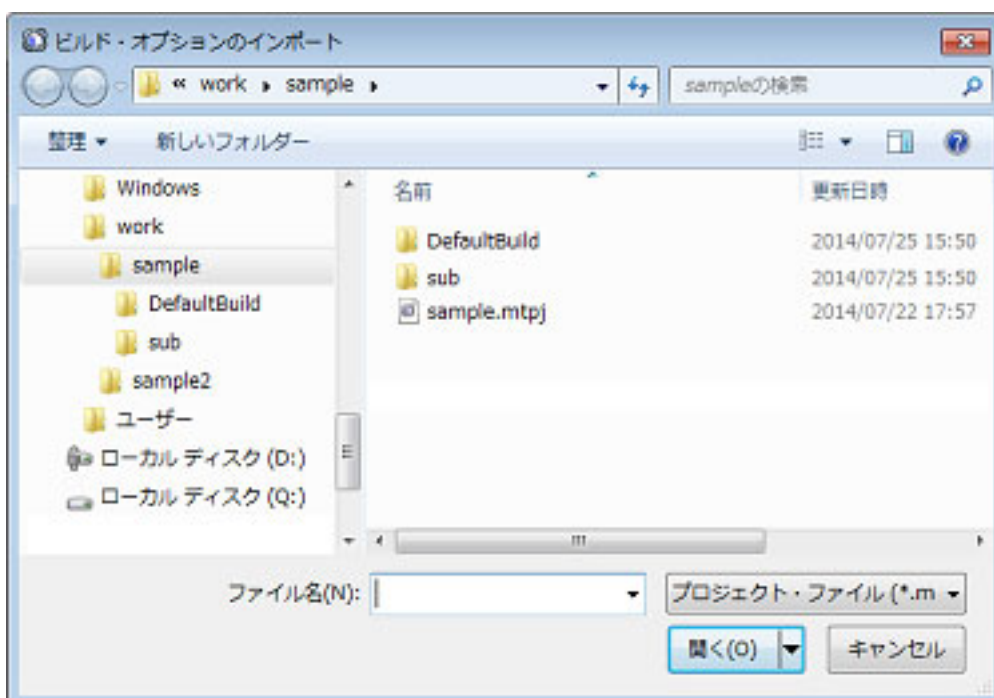 ビルド・オプションのインポート
« work ▸ sample ▸
sampleの検索
整理 ▼ 新しいフォルダー
Windows
work
sample
DefaultBuild
sub
sample2
ユーザー
ローカル ディスク (D:)
ローカル ディスク (Q:)
名前 更新日時
DefaultBuild 2014/07/25 15:50
sub 2014/07/25 15:50
sample.mtpj 2014/07/22 17:57
ファイル名(N):
プロジェクト・ファイル (*.m
開く(O) キャンセル